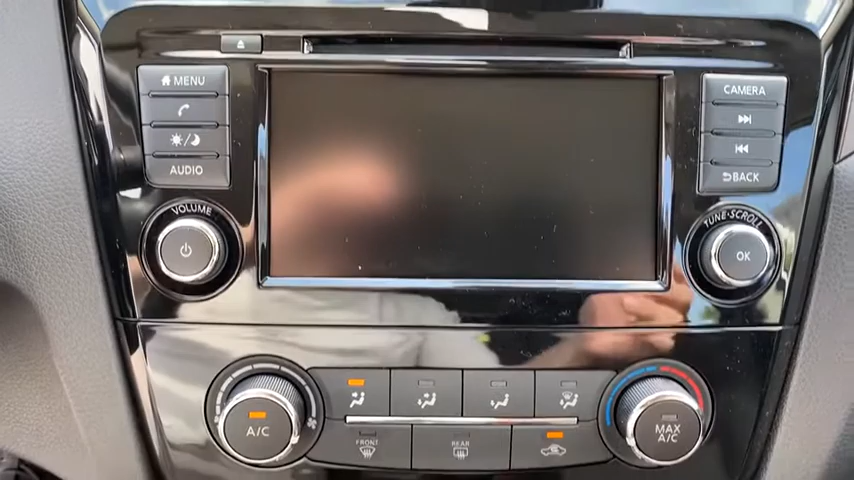 MENU
AUDIO
VOLUME
CAMERA
BACK
TUNE·SCROLL
OK
A/C
FRONT
REAR
MAX
A/C